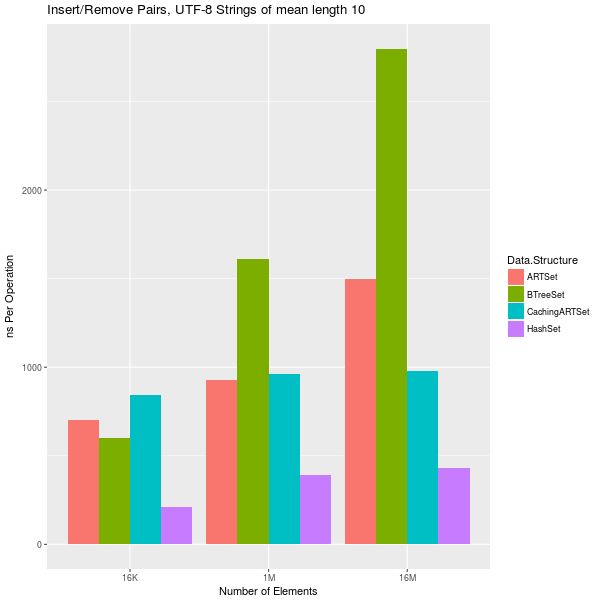 Insert/Remove Pairs, UTF-8 Strings of mean length 10
ns Per Operation
2000
1000
0
16K
1M
16M
Number of Elements
Data.Structure
ARTSet
BTreeSet
CachingARTSet
HashSet